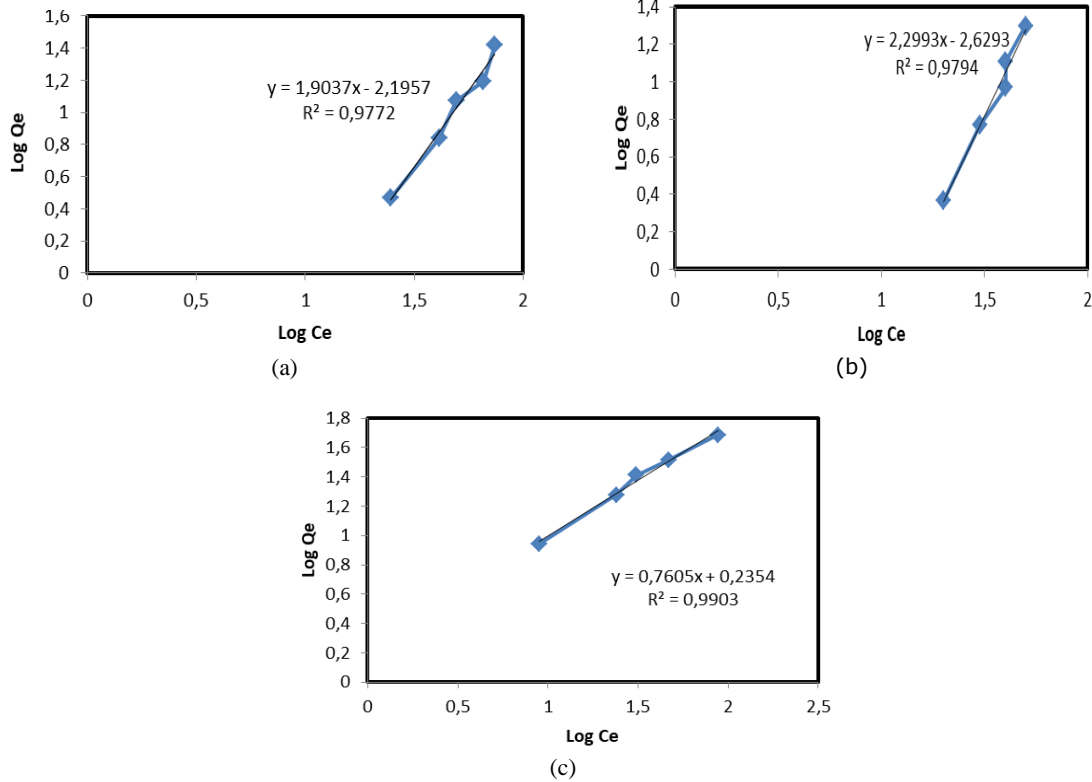 1,6
1,4
1,2
1
0,8
0,6
0,4
0,2
0
Log Qe
y = 1,9037x - 2,1957
R² = 0,9772
0 0,5 1 1,5 2
Log Ce
(a)
1,4
1,2
1
0,8
0,6
0,4
0,2
0
Log Qe
y = 2,2993x - 2,6293
R² = 0,9794
0 0,5 1 1,5 2
Log Ce
(b)
1,8
1,6
1,4
1,2
1
0,8
0,6
0,4
0,2
0
Log Qe
y = 0,7605x + 0,2354
R² = 0,9903
0 0,5 1 1,5 2 2,5
Log Ce
(c)